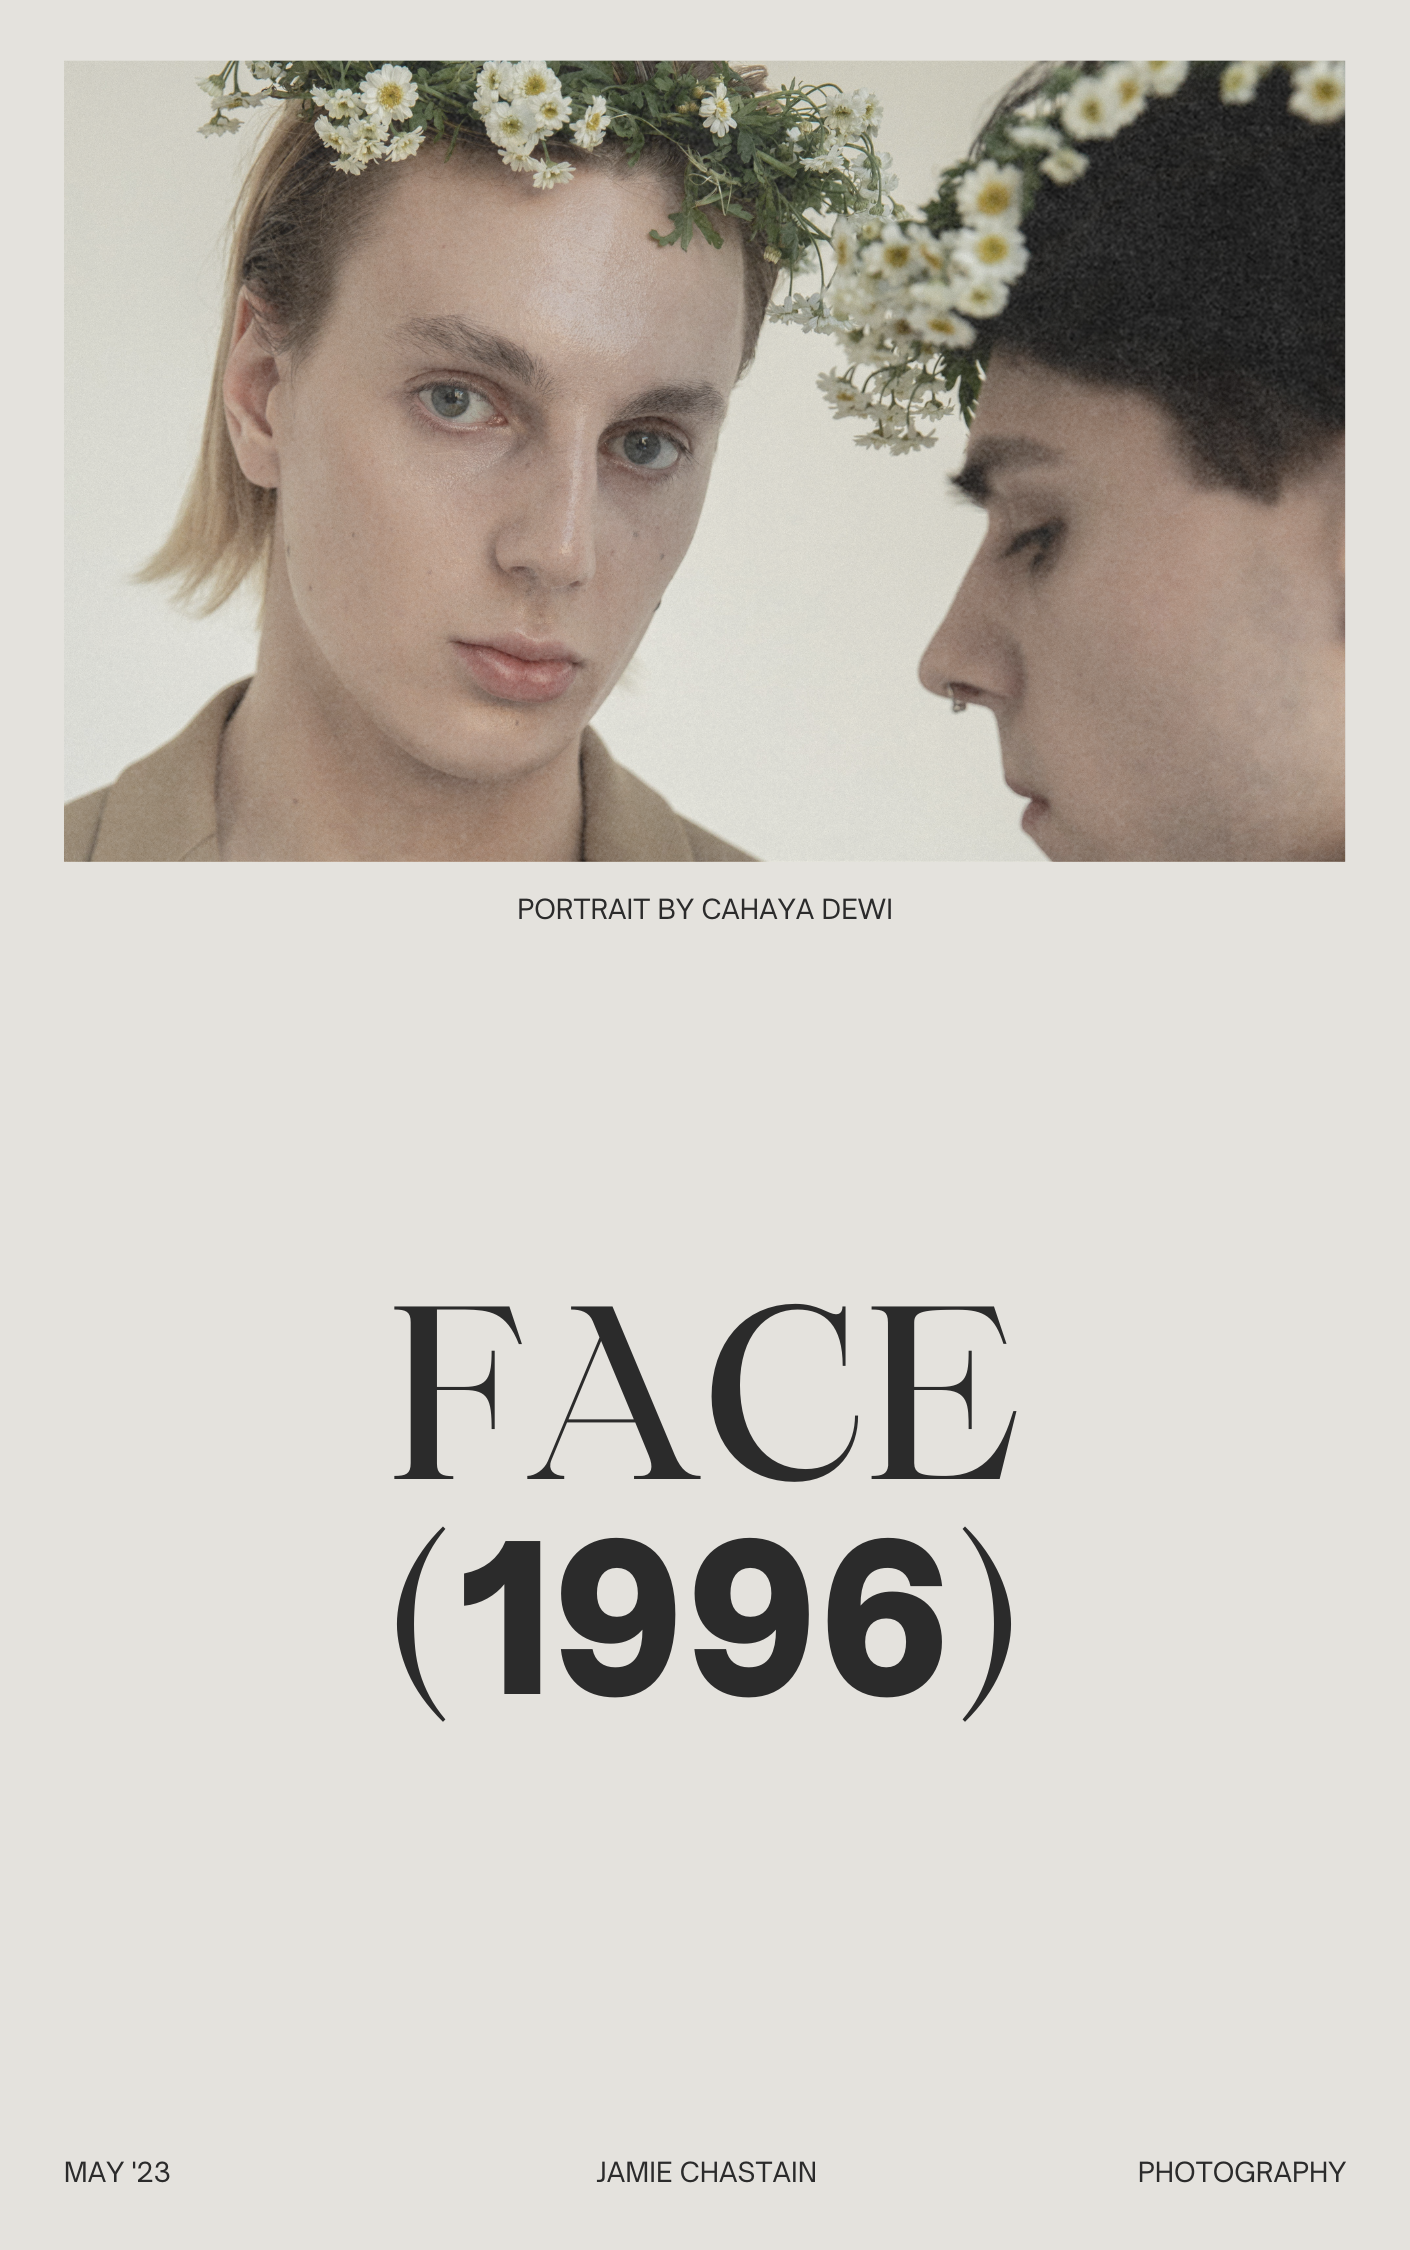 PORTRAIT BY CAHAYA DEWI
FACE
(1996)
MAY '23
JAMIE CHASTAIN
PHOTOGRAPHY